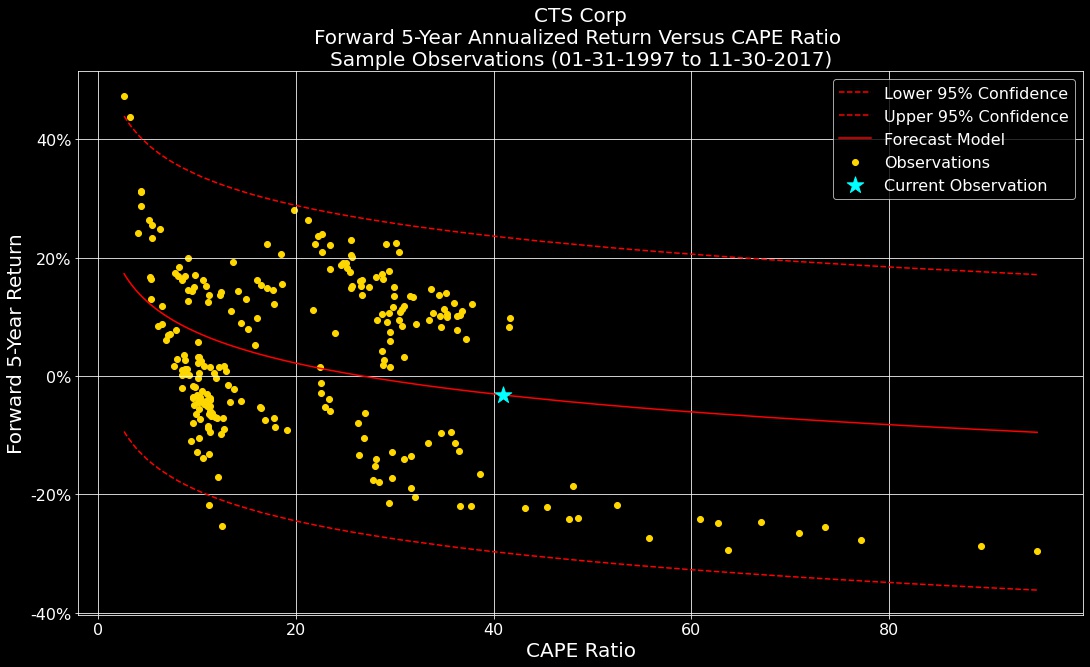 CTS Corp
Forward 5-Year Annualized Return Versus CAPE Ratio
Sample Observations (01-31-1997 to 11-30-2017)
Lower 95% Confidence
Upper 95% Confidence
Forecast Model
Observations
Current Observation
Forward 5-Year Return
40%
20%
0%
-20%
-40%
0
20
40
60
80
CAPE Ratio